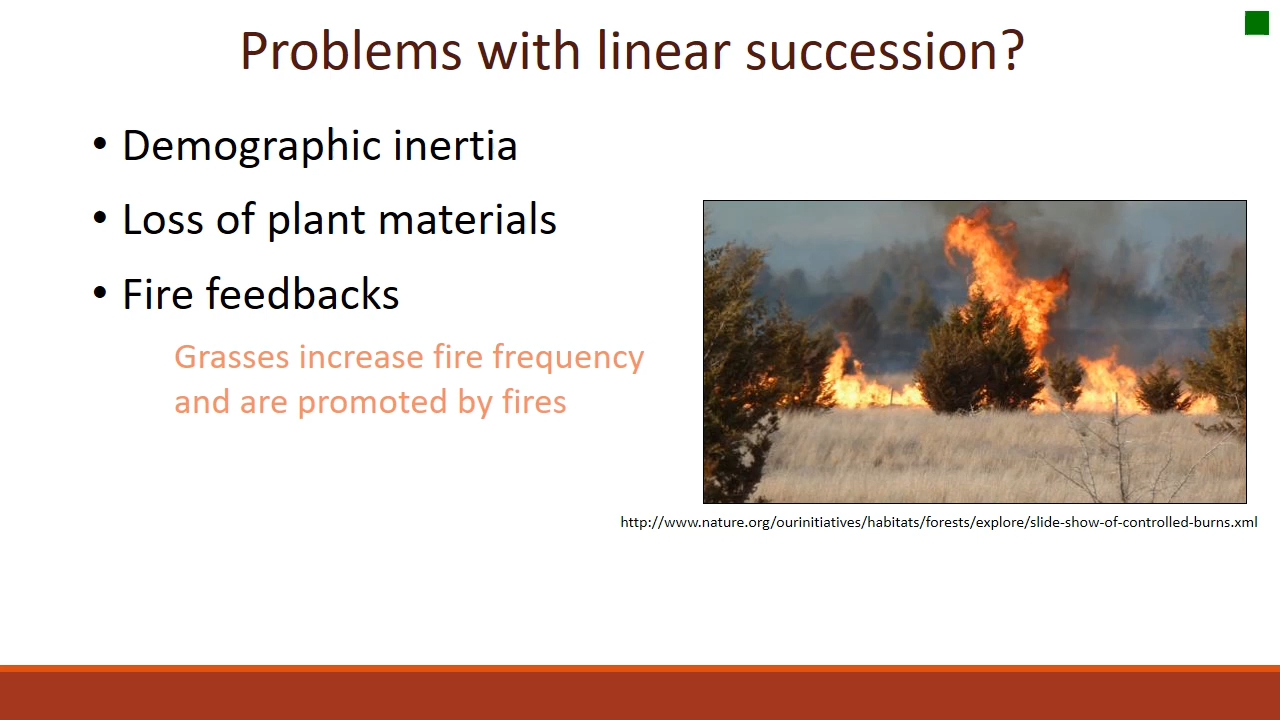 Problems with linear succession?
• Demographic inertia
• Loss of plant materials
• Fire feedbacks
Grasses increase fire frequency
and are promoted by fires
http://www.nature.org/ourinitiatives/habitats/forests/explore/slide-show-of-controlled-burns.xml